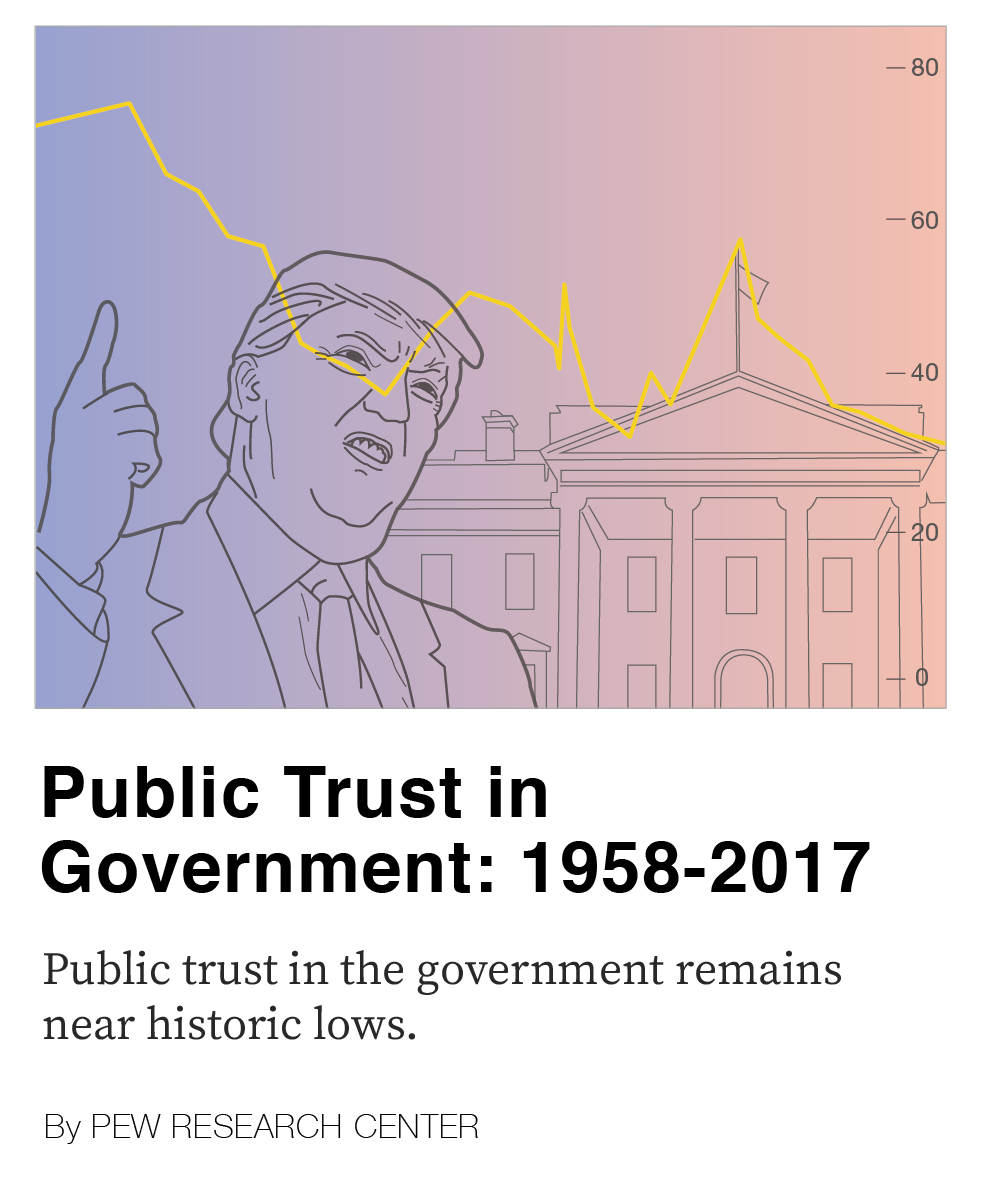 80
60
40
20
0
Public Trust in
Government: 1958-2017
Public trust in the government remains
near historic lows.
By PEW RESEARCH CENTER